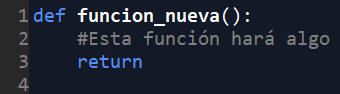 1 def funcion_nueva():
2     #Esta función hará algo
3     return
4